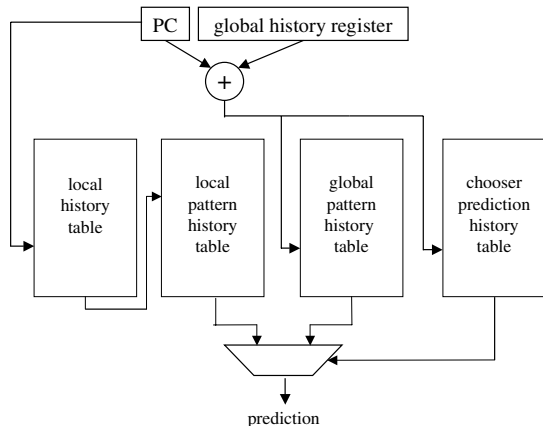 PC
global history register
+
local
history
table
local
pattern
history
table
global
pattern
history
table
chooser
prediction
history
table
prediction